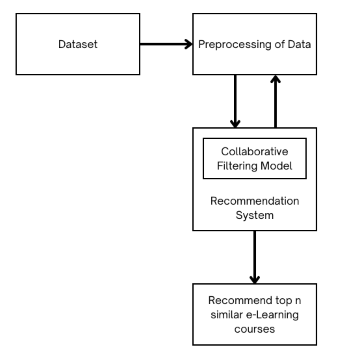 Dataset
Preprocessing of Data
Collaborative
Filtering Model
Recommendation
System
Recommend top n
similar e-Learning
courses